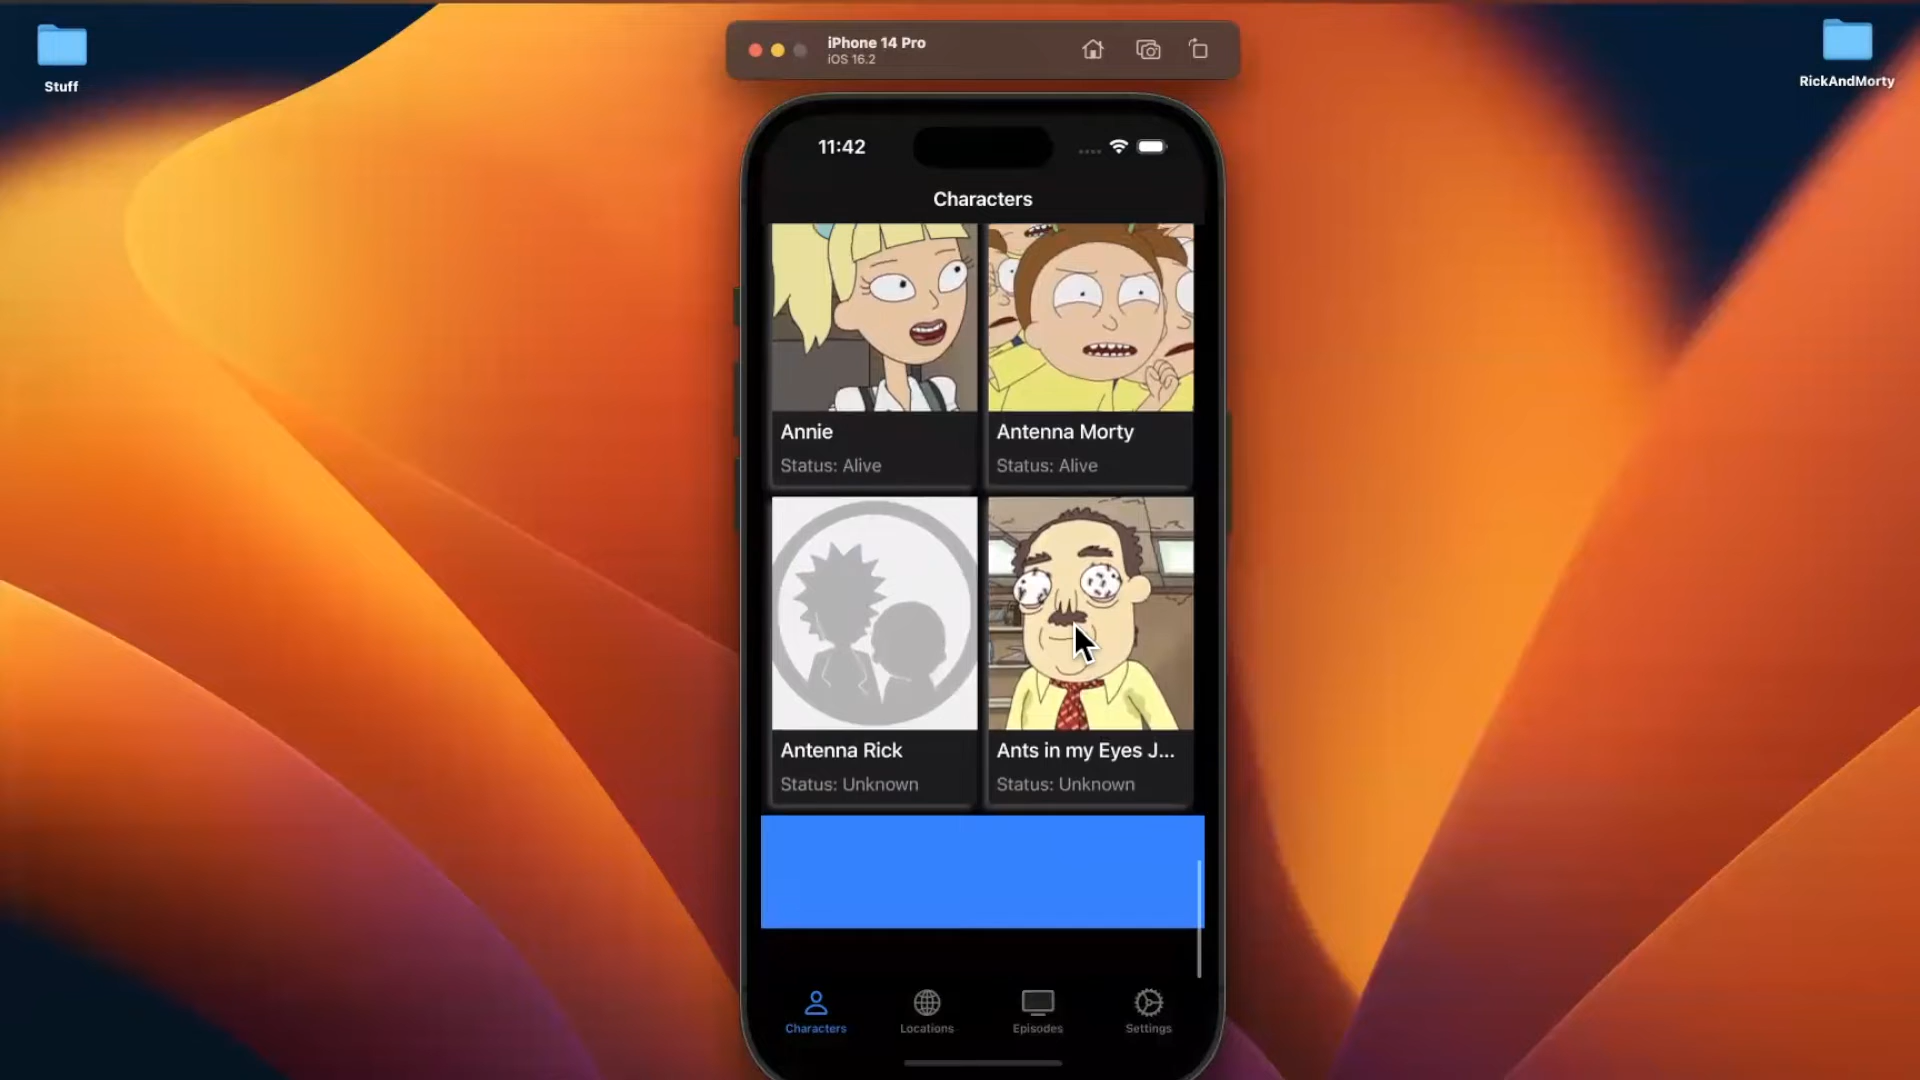 Stuff
iPhone 14 Pro
iOS 16.2
RickAndMorty
11:42
Characters
Annie
Status: Alive
Antenna Morty
Status: Alive
Antenna Rick
Status: Unknown
Ants in my Eyes J...
Status: Unknown
Characters
Locations
Episodes
Settings